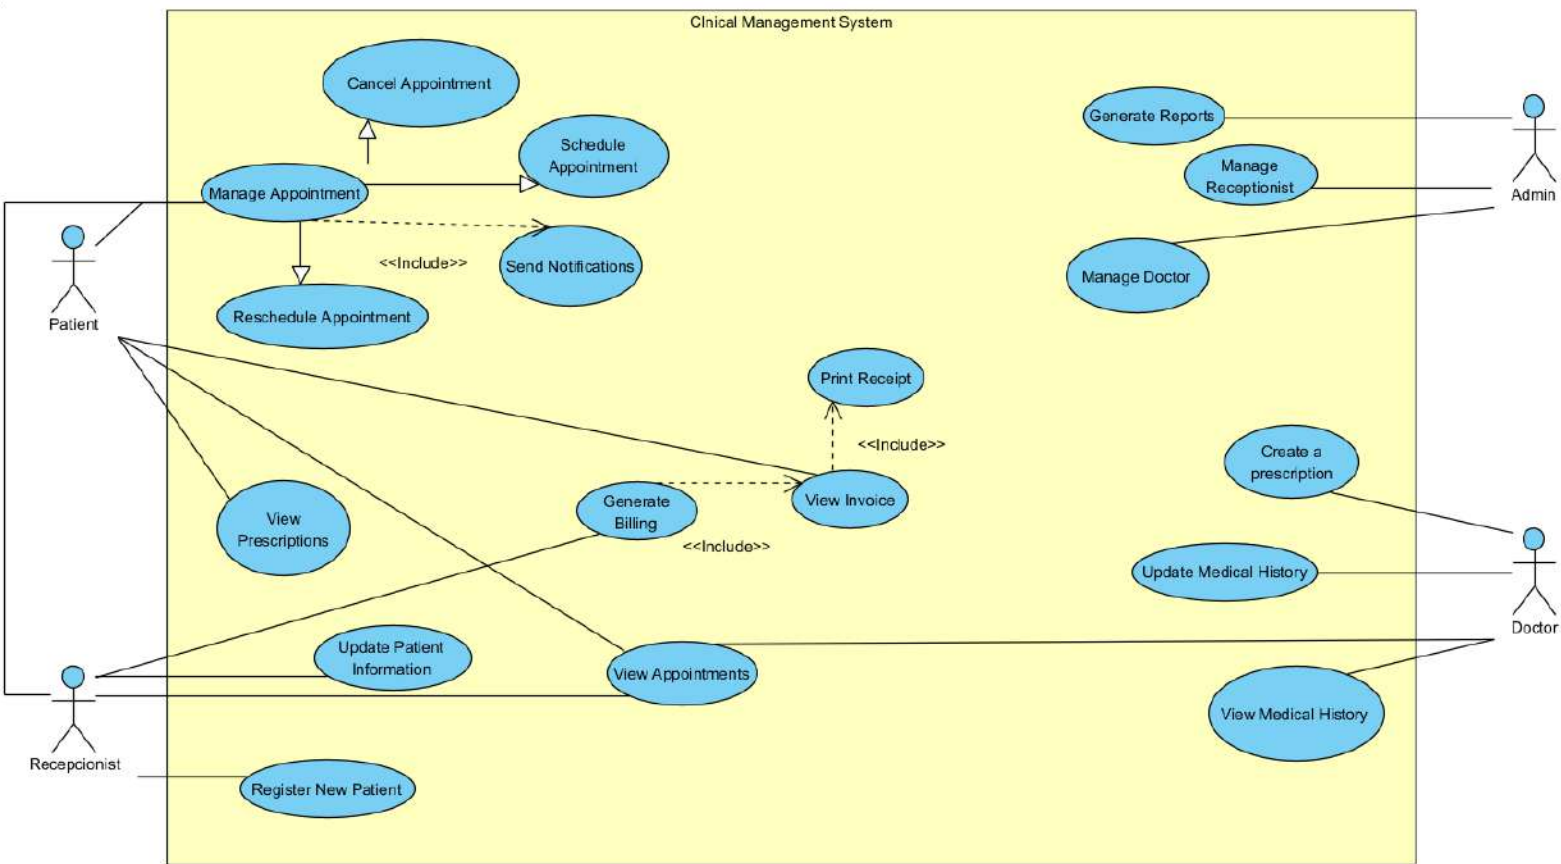 Clnical Management System
Cancel Appointment
Schedule
Appointment
Manage Appointment
<<Include>>
Send Notifications
Reschedule Appointment
Patient
Generate Reports
Manage
Receptionist
Admin
Manage Doctor
Print Receipt
<<Include>>
View Invoice
Generate
Billing
<<Include>>
View
Prescriptions
Create a
prescription
Update Medical History
Doctor
Update Patient
Information
View Appointments
View Medical History
Recepcionist
Register New Patient